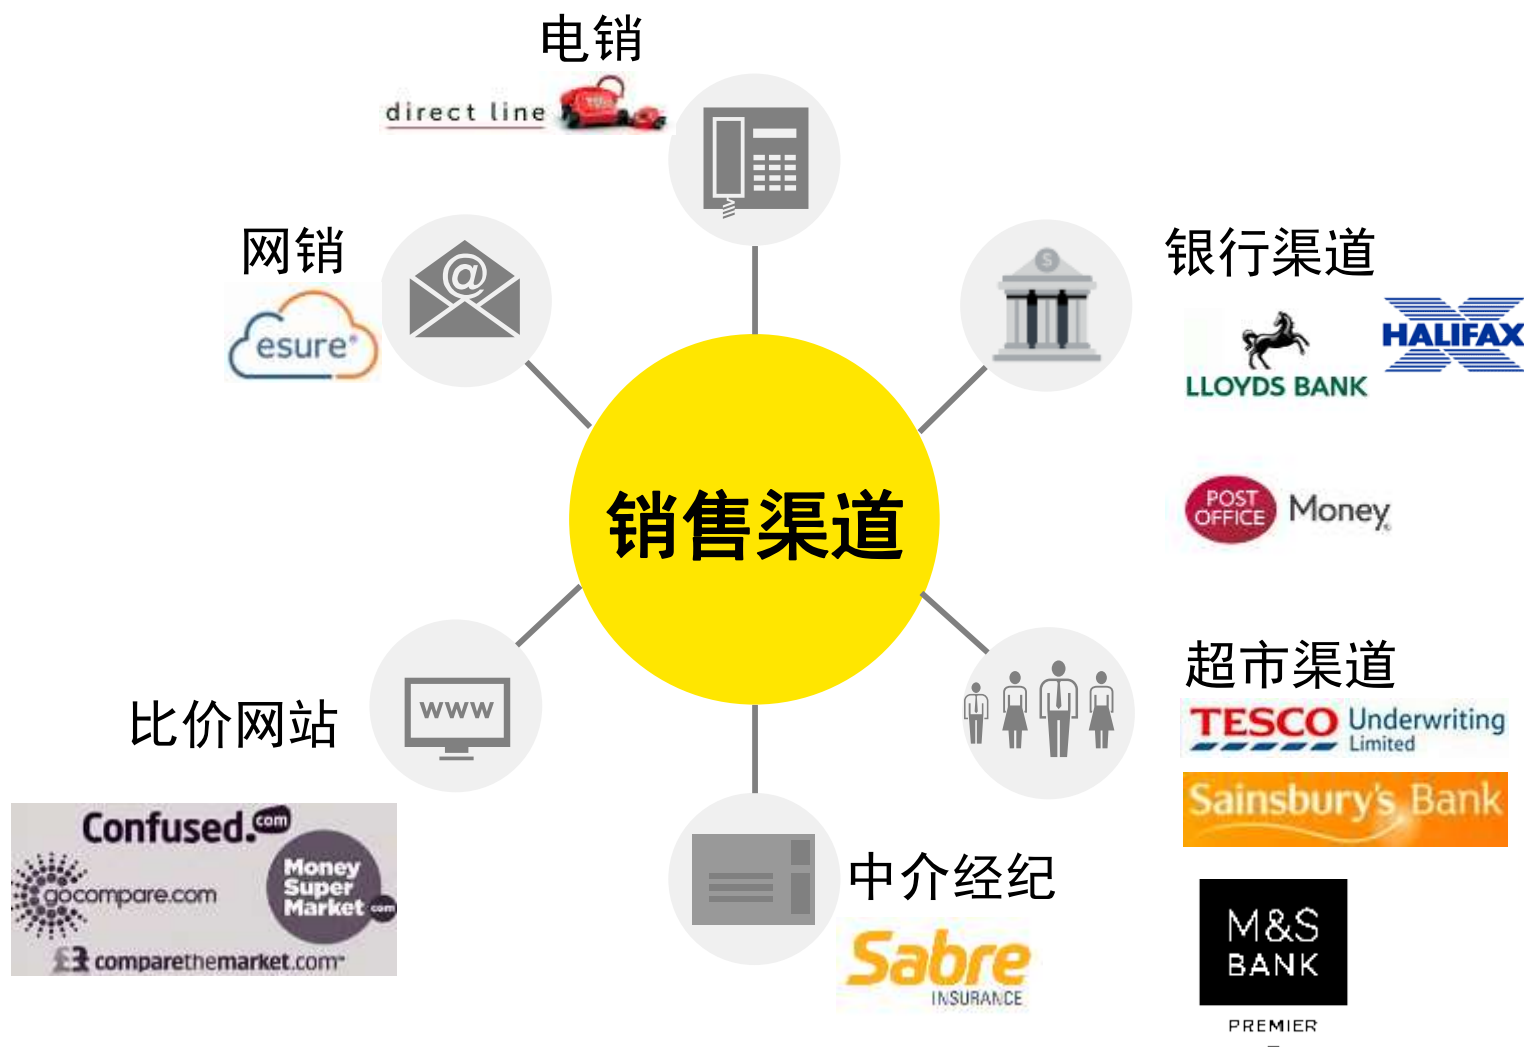 电销
direct line
网销
@
esure®
银行渠道
$
LLOYDS BANK
HALIFAX
POST OFFICE
Money
销售渠道
比价网站
WWW
Confused.com
gocompare.com
Money
Super
Market.com
comparethemarket.com
中介经纪
Sabre
INSURANCE
超市渠道
TESCO Underwriting
Limited
Sainsbury's Bank
M&S
BANK
PREMIER